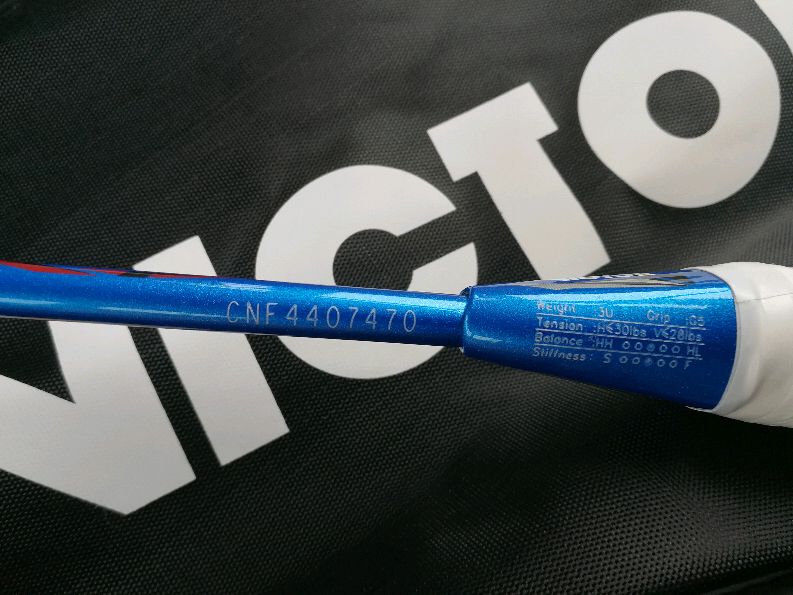 VICTO
CNF4407470
Weight : 3U Grip : G5
Tension :H≤30lbs V≤28lbs
Balance :HH ○○◉○○ HL
Stiffness: S ○○◉○○ F